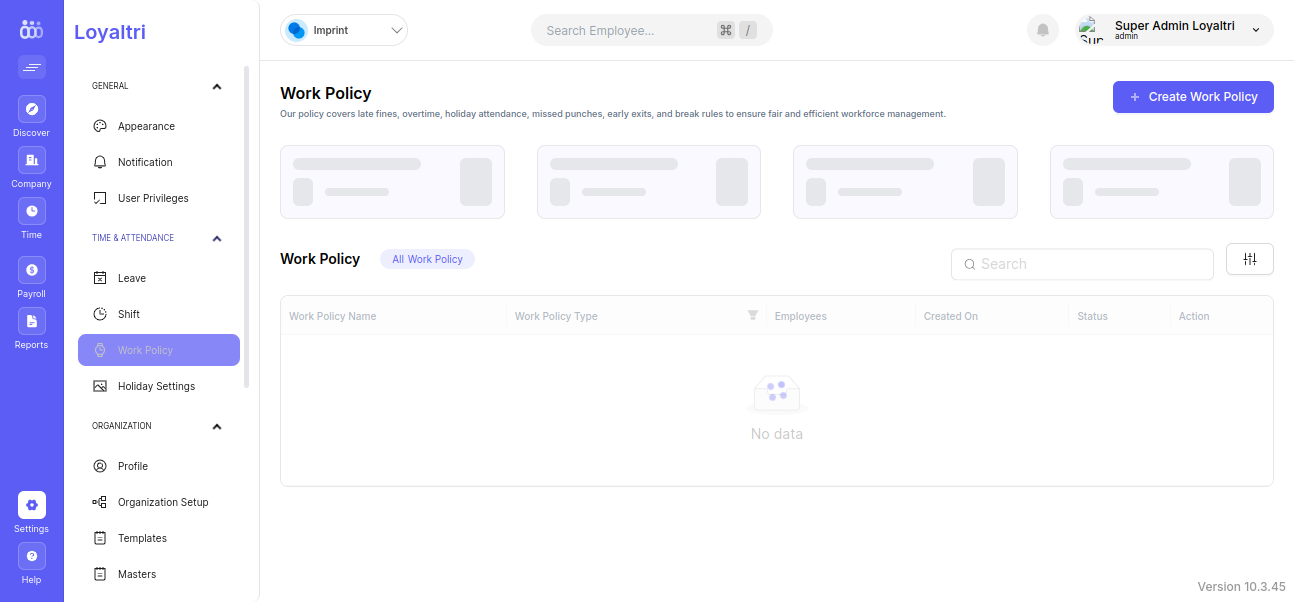 Loyaltri
Discover
Company
Time
Payroll
Reports
Settings
Help
GENERAL
Appearance
Notification
User Privileges
TIME & ATTENDANCE
Leave
Shift
Work Policy
Holiday Settings
ORGANIZATION
Profile
Organization Setup
Templates
Masters
Imprint
Search Employee...
⌘ /
Super Admin Loyaltri
admin
Work Policy
Our policy covers late fines, overtime, holiday attendance, missed punches, early exits, and break rules to ensure fair and efficient workforce management.
+ Create Work Policy
Work Policy
All Work Policy
Search
Work Policy Name
Work Policy Type
Employees
Created On
Status
Action
No data
Version 10.3.45